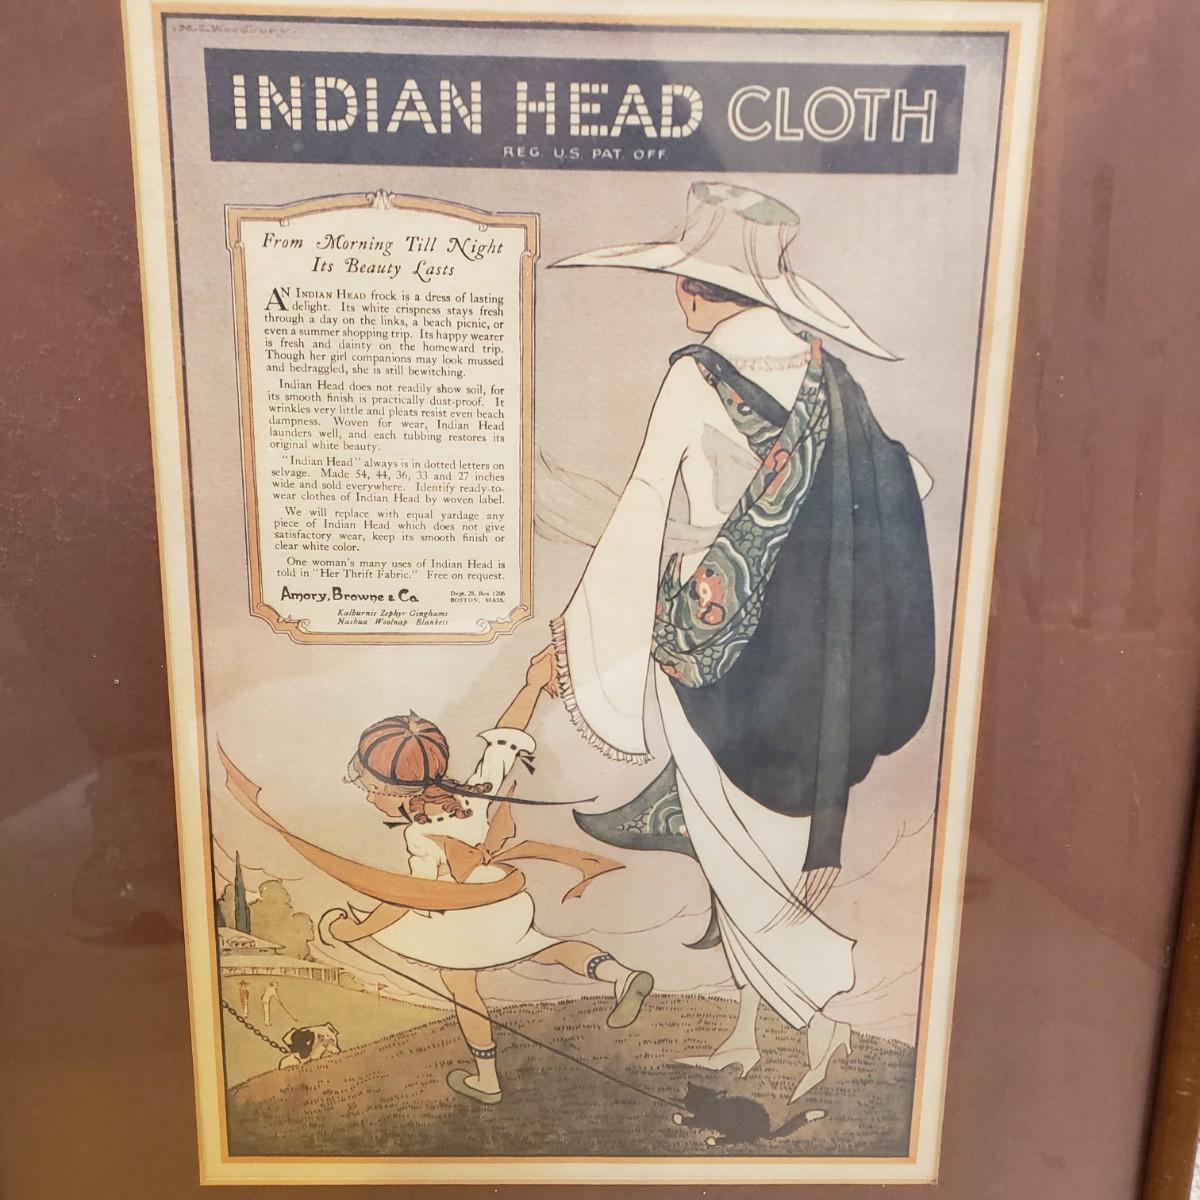 M.E. Woodbury
INDIAN HEAD CLOTH
REG. U.S. PAT. OFF.
From Morning Till Night
Its Beauty Lasts
AN INDIAN HEAD frock is a dress of lasting
delight. Its white crispness stays fresh
through a day on the links, a beach picnic, or
even a summer shopping trip. Its happy wearer
is fresh and dainty on the homeward trip.
Though her girl companions may look mussed
and bedraggled, she is still bewitching.
Indian Head does not readily show soil, for
its smooth finish is practically dust-proof. It
wrinkles very little and pleats resist even beach
dampness. Woven for wear, Indian Head
launders well, and each tubbing restores its
original white beauty.
"Indian Head" always is in dotted letters on
selvage. Made 54, 44, 36, 33 and 27 inches
wide and sold everywhere. Identify ready-to-
wear clothes of Indian Head by woven label.
We will replace with equal yardage any
piece of Indian Head which does not give
satisfactory wear, keep its smooth finish or
clear white color.
One woman's many uses of Indian Head is
told in "Her Thrift Fabric." Free on request.
Amory, Browne & Co.
Dept. 28, Box 1206
BOSTON, MASS.
Kalburnie Zephyr Ginghams
Nashua Woolnap Blankets